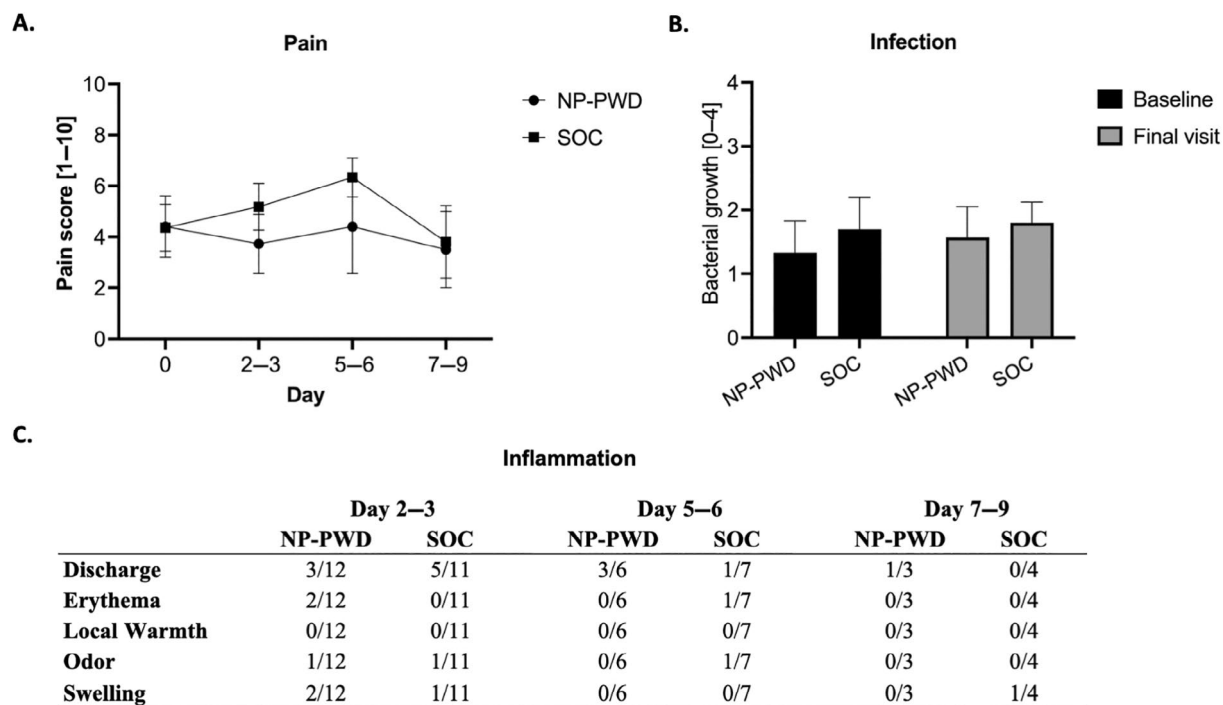 A.
Pain
10
8
6
4
2
0
Pain score [1–10]
0 2–3 5–6 7–9
Day
NP-PWD
SOC
B.
Infection
4
3
2
1
0
Bacterial growth [0–4]
NP-PWD SOC NP-PWD SOC
Baseline
Final visit
C.
Inflammation
Day 2–3 Day 5–6 Day 7–9
NP-PWD SOC NP-PWD SOC NP-PWD SOC
Discharge 3/12 5/11 3/6 1/7 1/3 0/4
Erythema 2/12 0/11 0/6 1/7 0/3 0/4
Local Warmth 0/12 0/11 0/6 0/7 0/3 0/4
Odor 1/12 1/11 0/6 1/7 0/3 0/4
Swelling 2/12 1/11 0/6 0/7 0/3 1/4